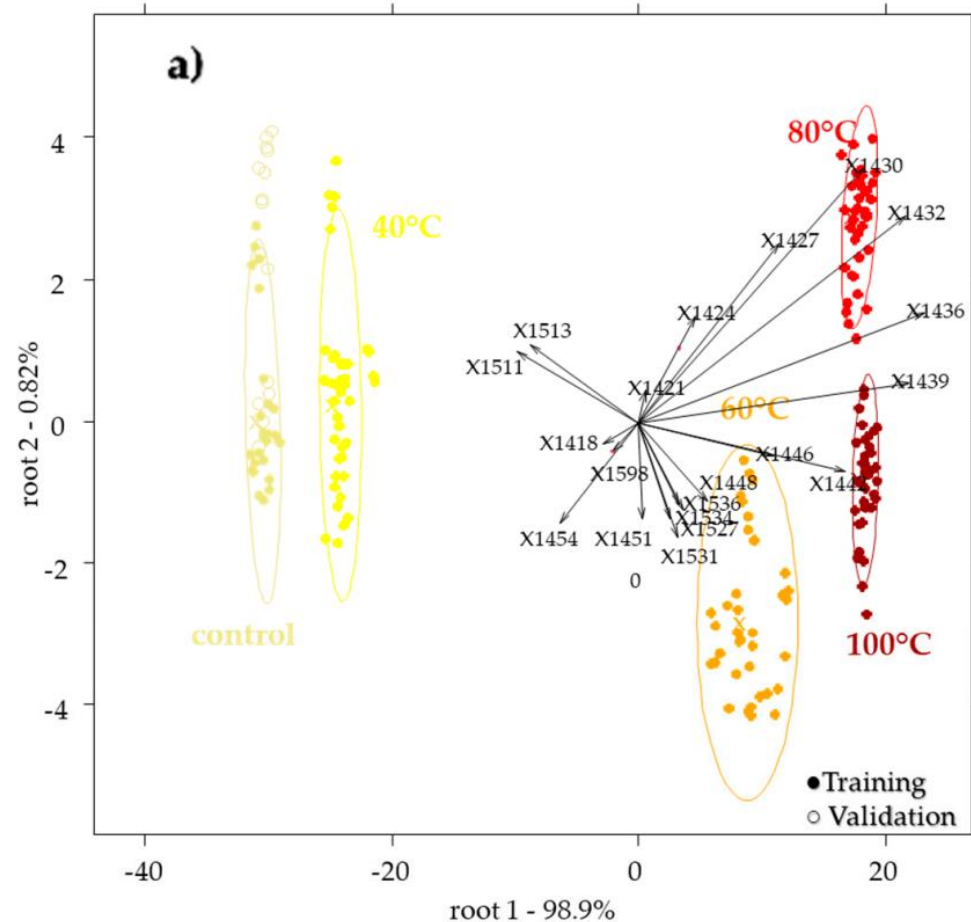 a)
80°C
X1430
40°C
X1432
X1427
X1424
X1436
X1513
X1511
X1439
X1421
60°C
X1418
X1446
X1598
X1448
X1536
X1534
X1454
X1451
X1527
X1531
0
control
100°C
Training
Validation
4
2
0
-2
-4
-40
-20
0
20
root 1 - 98.9%
root 2 - 0.82%